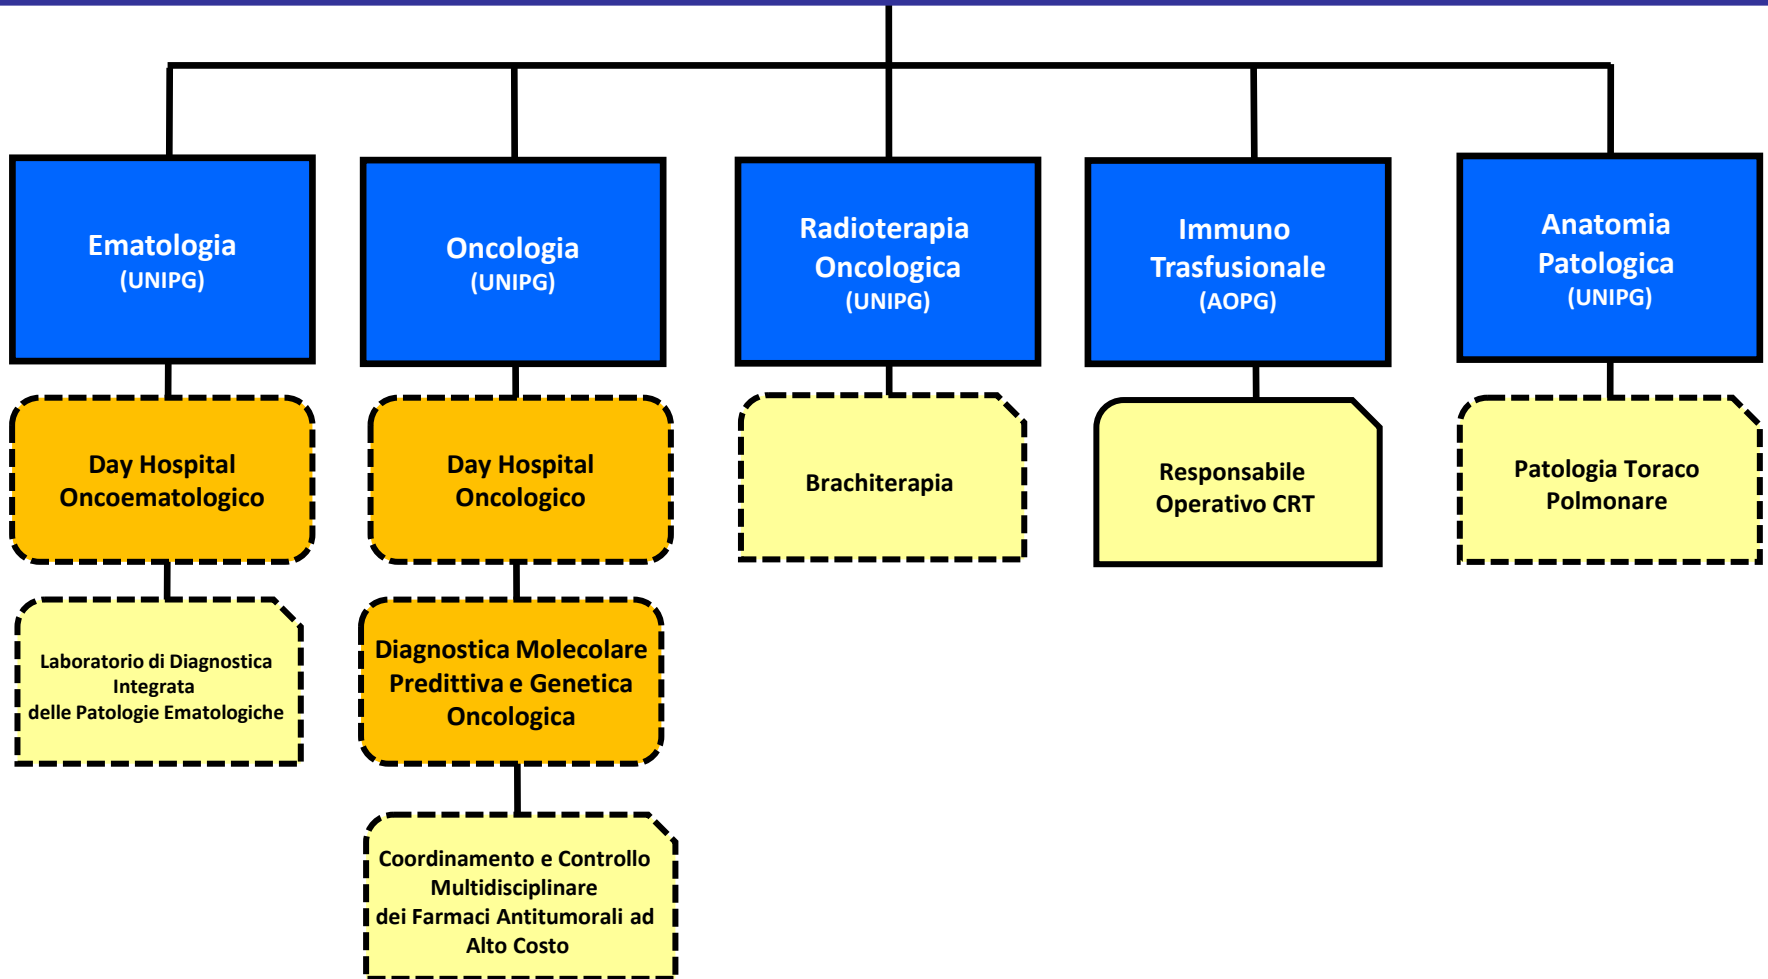 Ematologia
(UNIPG)
Oncologia
(UNIPG)
Radioterapia
Oncologica
(UNIPG)
Immuno
Trasfusionale
(AOPG)
Anatomia
Patologica
(UNIPG)
Day Hospital
Oncoematologico
Day Hospital
Oncologico
Brachiterapia
Responsabile
Operativo CRT
Patologia Toraco
Polmonare
Laboratorio di Diagnostica
Integrata
delle Patologie Ematologiche
Diagnostica Molecolare
Predittiva e Genetica
Oncologica
Coordinamento e Controllo
Multidisciplinare
dei Farmaci Antitumorali ad
Alto Costo